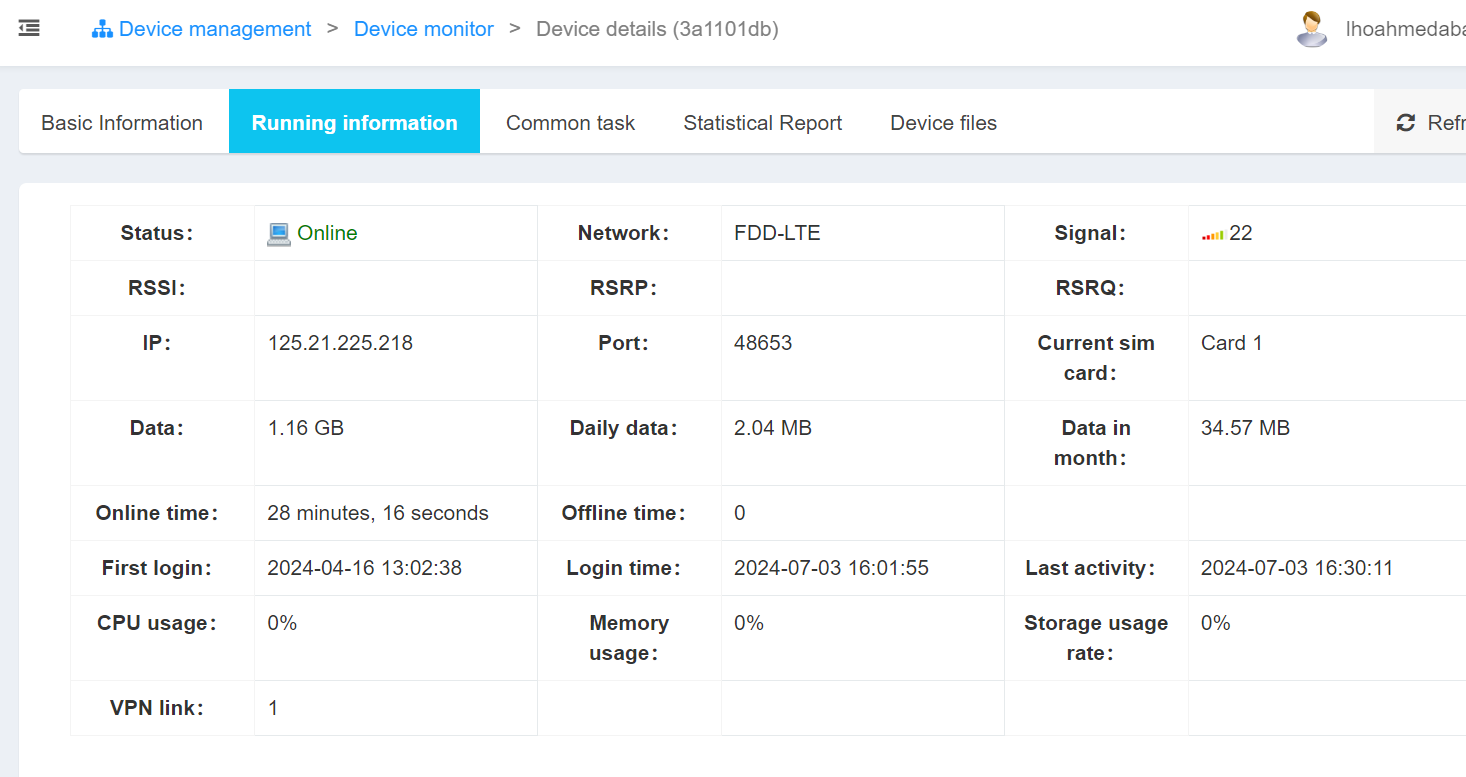 Device management > Device monitor > Device details (3a1101db)
lhoahmedaba
Basic Information
Running information
Common task
Statistical Report
Device files
Refr
Status: Online Network: FDD-LTE Signal: 22
RSSI: RSRP: RSRQ:
IP: 125.21.225.218 Port: 48653 Current sim card: Card 1
Data: 1.16 GB Daily data: 2.04 MB Data in month: 34.57 MB
Online time: 28 minutes, 16 seconds Offline time: 0
First login: 2024-04-16 13:02:38 Login time: 2024-07-03 16:01:55 Last activity: 2024-07-03 16:30:11
CPU usage: 0% Memory usage: 0% Storage usage rate: 0%
VPN link: 1